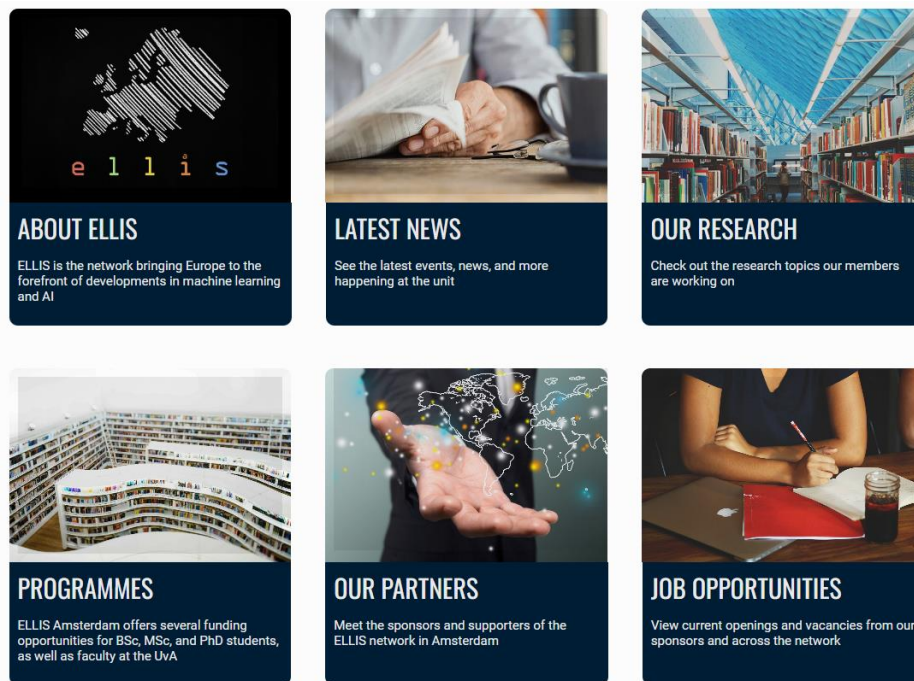 ellis
ABOUT ELLIS
ELLIS is the network bringing Europe to the
forefront of developments in machine learning
and AI
LATEST NEWS
See the latest events, news, and more
happening at the unit
OUR RESEARCH
Check out the research topics our members
are working on
PROGRAMMES
ELLIS Amsterdam offers several funding
opportunities for BSc, MSc, and PhD students,
as well as faculty at the UvA
OUR PARTNERS
Meet the sponsors and supporters of the
ELLIS network in Amsterdam
JOB OPPORTUNITIES
View current openings and vacancies from our
sponsors and across the network